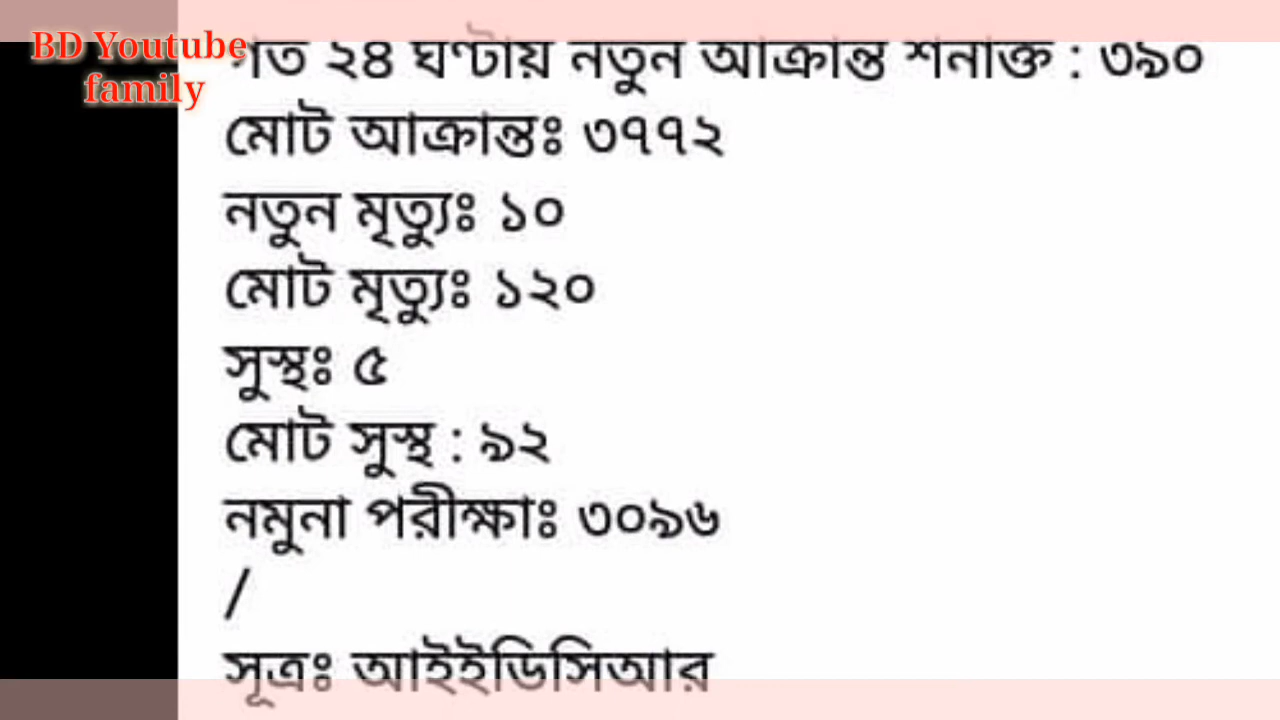 BD Youtube
family
গত ২৪ ঘণ্টায় নতুন আক্রান্ত শনাক্ত : ৩৯০
মোট আক্রান্তঃ ৩৭৭২
নতুন মৃত্যুঃ ১০
মোট মৃত্যুঃ ১২০
সুস্থঃ ৫
মোট সুস্থ : ৯২
নমুনা পরীক্ষাঃ ৩০৯৬
/
সূত্রঃ আইইডিসিআর